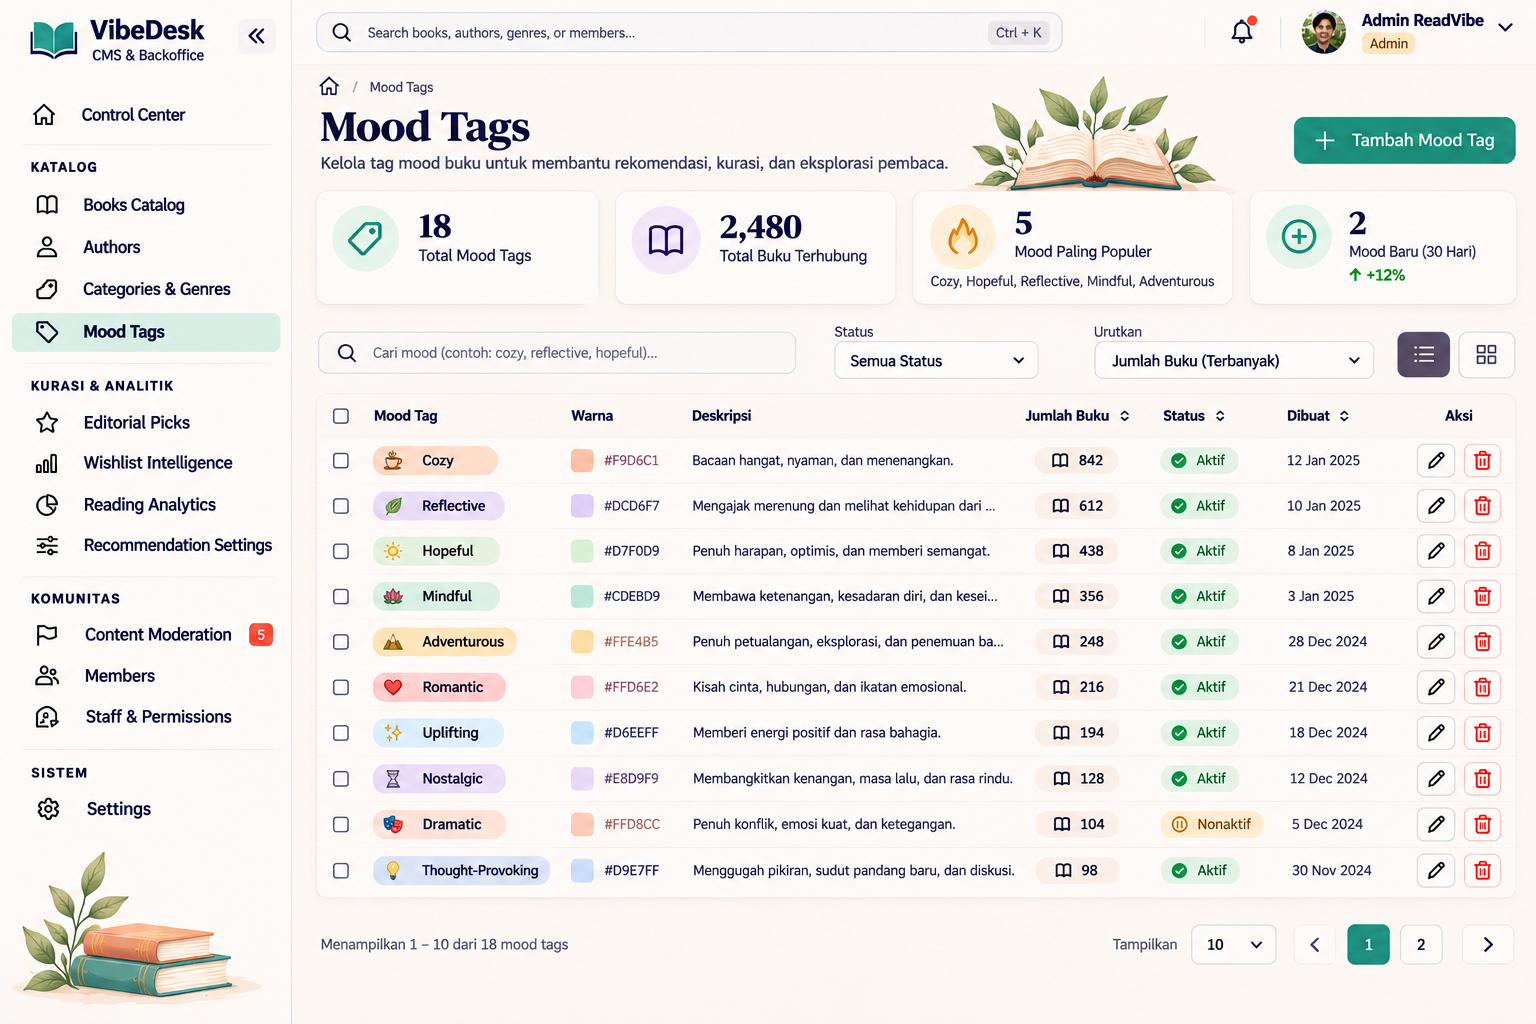 VibeDesk
CMS & Backoffice
Search books, authors, genres, or members...
Ctrl + K
Admin ReadVibe
Admin
Control Center
KATALOG
Books Catalog
Authors
Categories & Genres
Mood Tags
KURASI & ANALITIK
Editorial Picks
Wishlist Intelligence
Reading Analytics
Recommendation Settings
KOMUNITAS
Content Moderation 5
Members
Staff & Permissions
SISTEM
Settings
/ Mood Tags
Mood Tags
Kelola tag mood buku untuk membantu rekomendasi, kurasi, dan eksplorasi pembaca.
Tambah Mood Tag
18
Total Mood Tags
2,480
Total Buku Terhubung
5
Mood Paling Populer
Cozy, Hopeful, Reflective, Mindful, Adventurous
2
Mood Baru (30 Hari)
↑ +12%
Cari mood (contoh: cozy, reflective, hopeful)...
Status
Semua Status
Urutkan
Jumlah Buku (Terbanyak)
Mood Tag Warna Deskripsi Jumlah Buku Status Dibuat Aksi
Cozy #F9D6C1 Bacaan hangat, nyaman, dan menenangkan. 842 Aktif 12 Jan 2025
Reflective #DCD6F7 Mengajak merenung dan melihat kehidupan dari ... 612 Aktif 10 Jan 2025
Hopeful #D7F0D9 Penuh harapan, optimis, dan memberi semangat. 438 Aktif 8 Jan 2025
Mindful #CDEBD9 Membawa ketenangan, kesadaran diri, dan kesei... 356 Aktif 3 Jan 2025
Adventurous #FFE4B5 Penuh petualangan, eksplorasi, dan penemuan ba... 248 Aktif 28 Dec 2024
Romantic #FFD6E2 Kisah cinta, hubungan, dan ikatan emosional. 216 Aktif 21 Dec 2024
Uplifting #D6EEFF Memberi energi positif dan rasa bahagia. 194 Aktif 18 Dec 2024
Nostalgic #E8D9F9 Membangkitkan kenangan, masa lalu, dan rasa rindu. 128 Aktif 12 Dec 2024
Dramatic #FFD8CC Penuh konflik, emosi kuat, dan ketegangan. 104 Nonaktif 5 Dec 2024
Thought-Provoking #D9E7FF Menggugah pikiran, sudut pandang baru, dan diskusi. 98 Aktif 30 Nov 2024
Menampilkan 1 – 10 dari 18 mood tags
Tampilkan 10 1 2